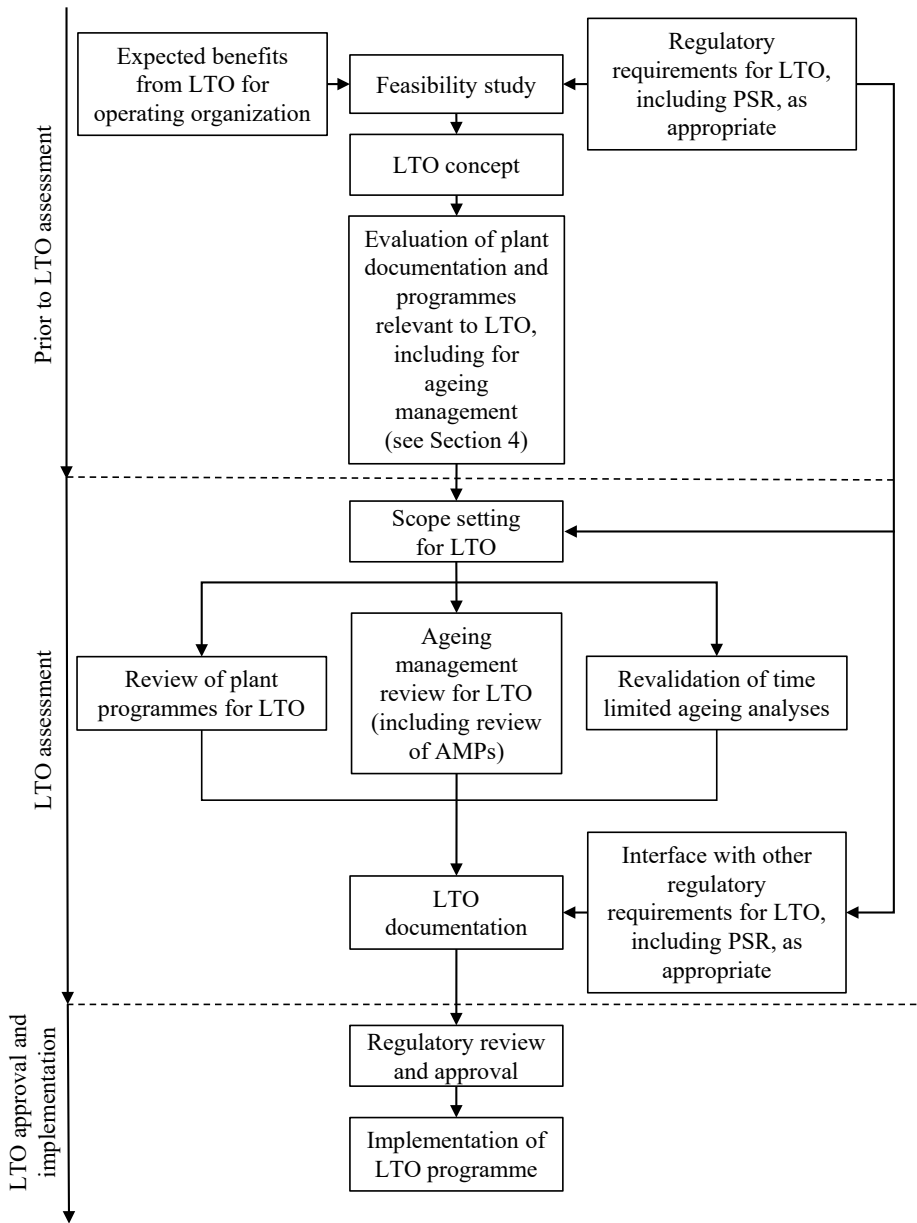 Expected benefits
from LTO for
operating organization
Feasibility study
Regulatory
requirements for LTO,
including PSR, as
appropriate
LTO concept
Evaluation of plant
documentation and
programmes
relevant to LTO,
including for
ageing
management
(see Section 4)
Prior to LTO assessment
Scope setting
for LTO
Review of plant
programmes for LTO
Ageing
management
review for LTO
(including review
of AMPs)
Revalidation of time
limited ageing analyses
LTO assessment
LTO
documentation
Interface with other
regulatory
requirements for LTO,
including PSR, as
appropriate
Regulatory review
and approval
Implementation of
LTO programme
LTO approval and
implementation